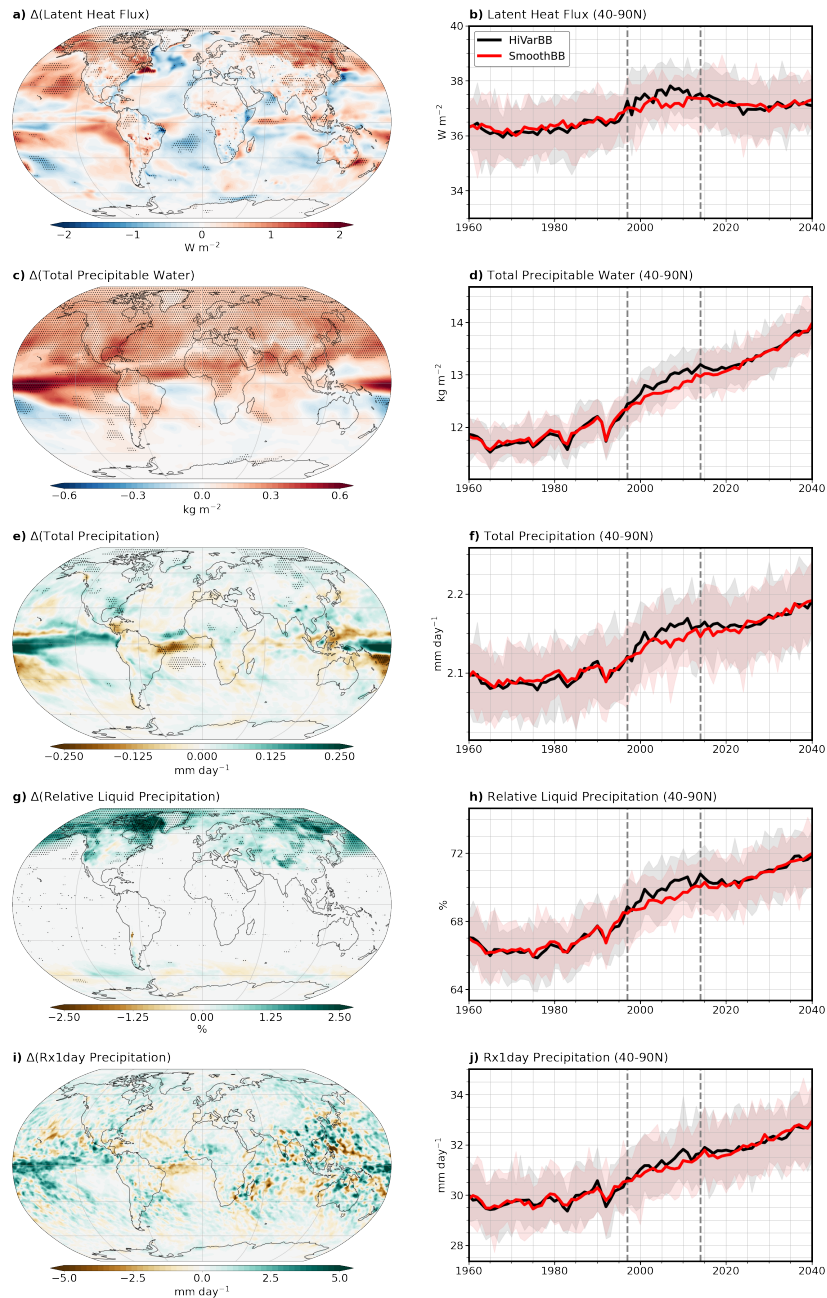 a) Δ(Latent Heat Flux)
−2 −1 0 1 2
W m⁻²
b) Latent Heat Flux (40-90N)
HiVarBB
SmoothBB
W m⁻²
40
38
36
34
1960 1980 2000 2020 2040
c) Δ(Total Precipitable Water)
−0.6 −0.3 0.0 0.3 0.6
kg m⁻²
d) Total Precipitable Water (40-90N)
kg m⁻²
14
13
12
1960 1980 2000 2020 2040
e) Δ(Total Precipitation)
−0.250 −0.125 0.000 0.125 0.250
mm day⁻¹
f) Total Precipitation (40-90N)
mm day⁻¹
2.2
2.1
1960 1980 2000 2020 2040
g) Δ(Relative Liquid Precipitation)
−2.50 −1.25 0.00 1.25 2.50
%
h) Relative Liquid Precipitation (40-90N)
%
72
68
64
1960 1980 2000 2020 2040
i) Δ(Rx1day Precipitation)
−5.0 −2.5 0.0 2.5 5.0
mm day⁻¹
j) Rx1day Precipitation (40-90N)
mm day⁻¹
34
32
30
28
1960 1980 2000 2020 2040